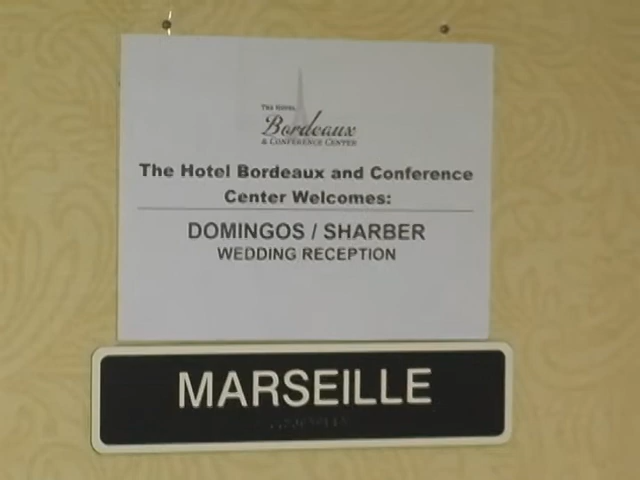 THE HOTEL
Bordeaux
& CONFERENCE CENTER
The Hotel Bordeaux and Conference
Center Welcomes:
DOMINGOS / SHARBER
WEDDING RECEPTION
MARSEILLE